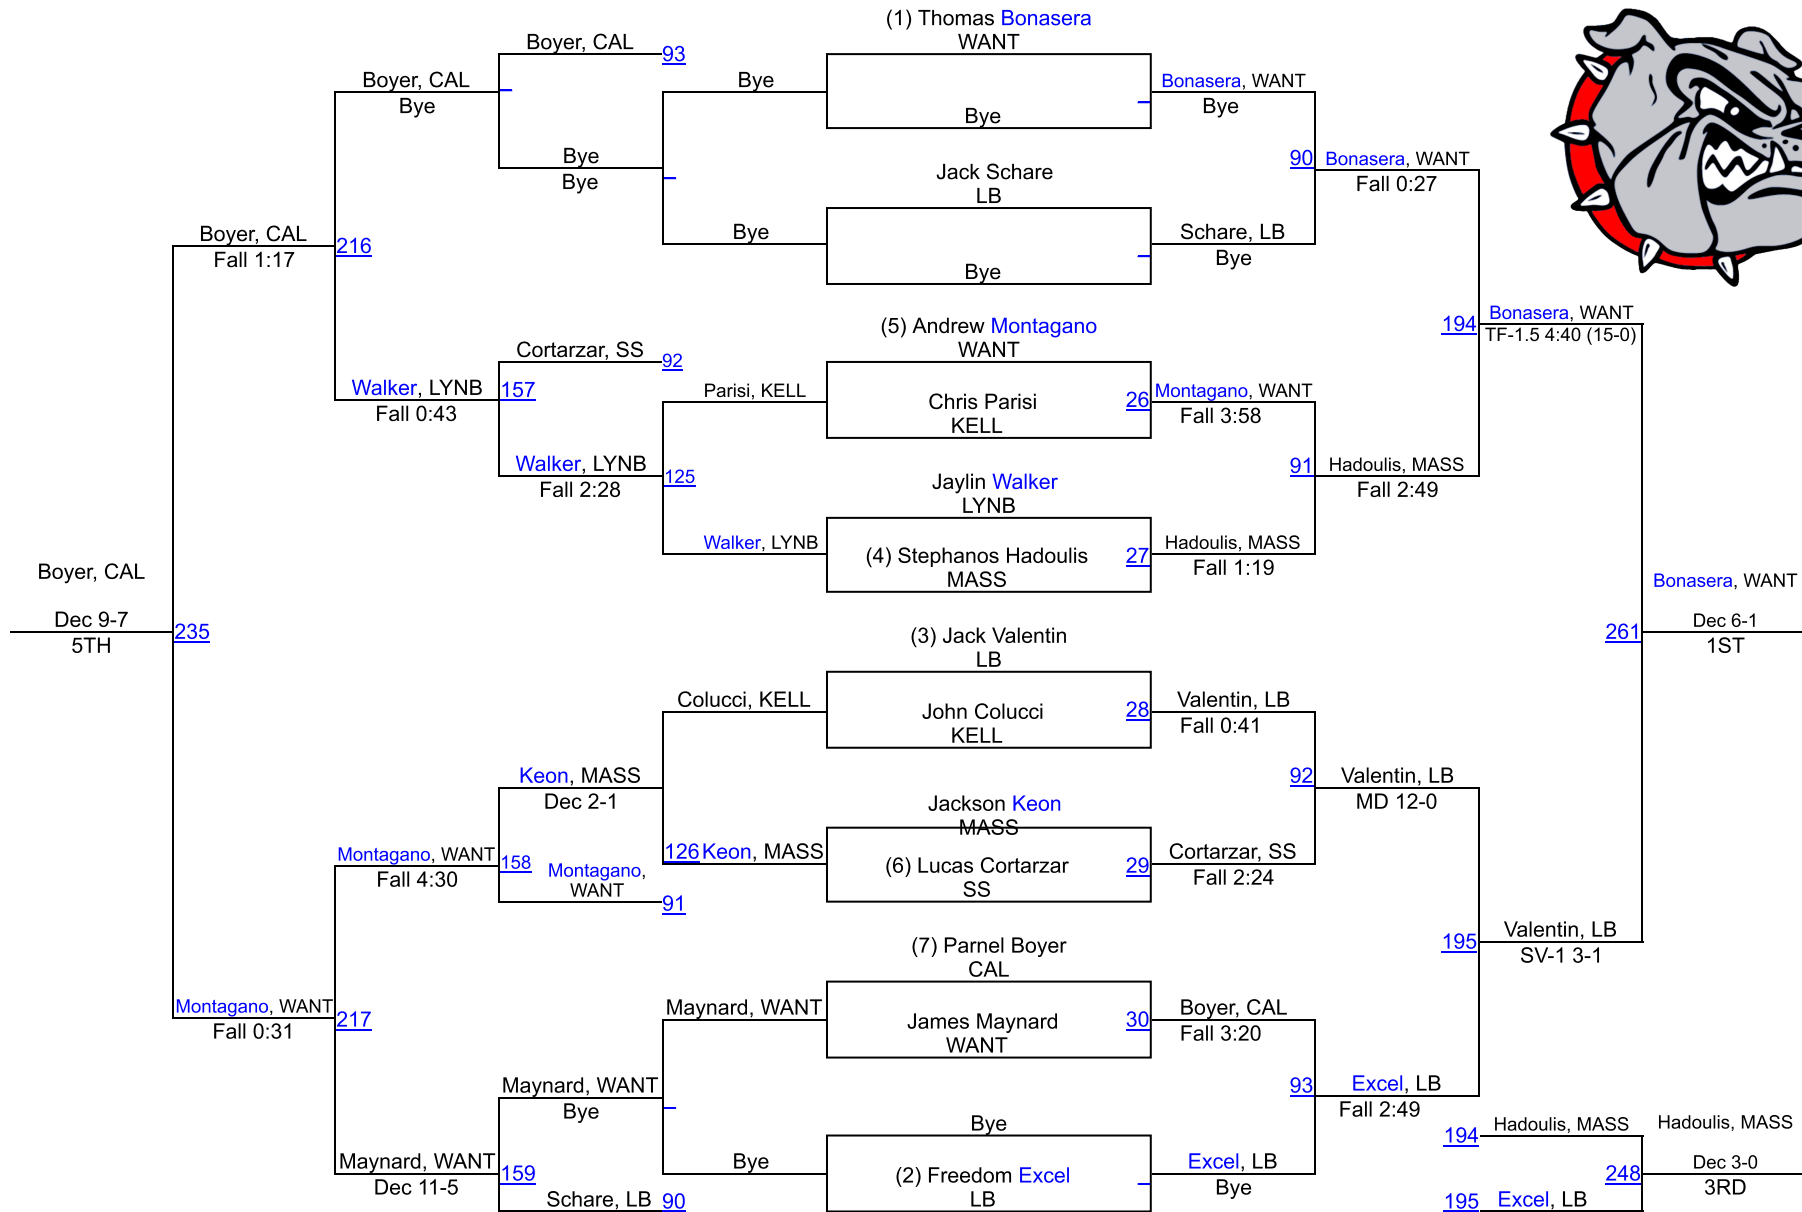 (1) Thomas Bonasera
WANT
Boyer, CAL
93
Boyer, CAL
Bye
Bye
Bye
Bonasera, WANT
Bye
Bye
Bye
Jack Schare
LB
90
Bonasera, WANT
Fall 0:27
Bye
Schare, LB
Bye
Bye
Boyer, CAL
Fall 1:17
216
(5) Andrew Montagano
WANT
194
Bonasera, WANT
TF-1.5 4:40 (15-0)
Cortarzar, SS
92
Walker, LYNB
Fall 0:43
157
Parisi, KELL
Chris Parisi
KELL
26
Montagano, WANT
Fall 3:58
Walker, LYNB
Fall 2:28
125
Jaylin Walker
LYNB
91
Hadoulis, MASS
Fall 2:49
Walker, LYNB
(4) Stephanos Hadoulis
MASS
27
Hadoulis, MASS
Fall 1:19
Boyer, CAL
Dec 9-7
5TH
235
Bonasera, WANT
261
Dec 6-1
1ST
(3) Jack Valentin
LB
Colucci, KELL
John Colucci
KELL
28
Valentin, LB
Fall 0:41
Keon, MASS
Dec 2-1
92
Valentin, LB
MD 12-0
Jackson Keon
MASS
126
Keon, MASS
(6) Lucas Cortarzar
SS
29
Cortarzar, SS
Fall 2:24
Montagano, WANT
Fall 4:30
158
Montagano,
WANT
91
(7) Parnel Boyer
CAL
195
Valentin, LB
SV-1 3-1
Montagano, WANT
Fall 0:31
217
Maynard, WANT
James Maynard
WANT
30
Boyer, CAL
Fall 3:20
Maynard, WANT
Bye
93
Excel, LB
Fall 2:49
Bye
194
Hadoulis, MASS
Hadoulis, MASS
Maynard, WANT
Dec 11-5
159
Bye
(2) Freedom Excel
LB
Excel, LB
Bye
248
Dec 3-0
3RD
Schare, LB
90
195
Excel, LB